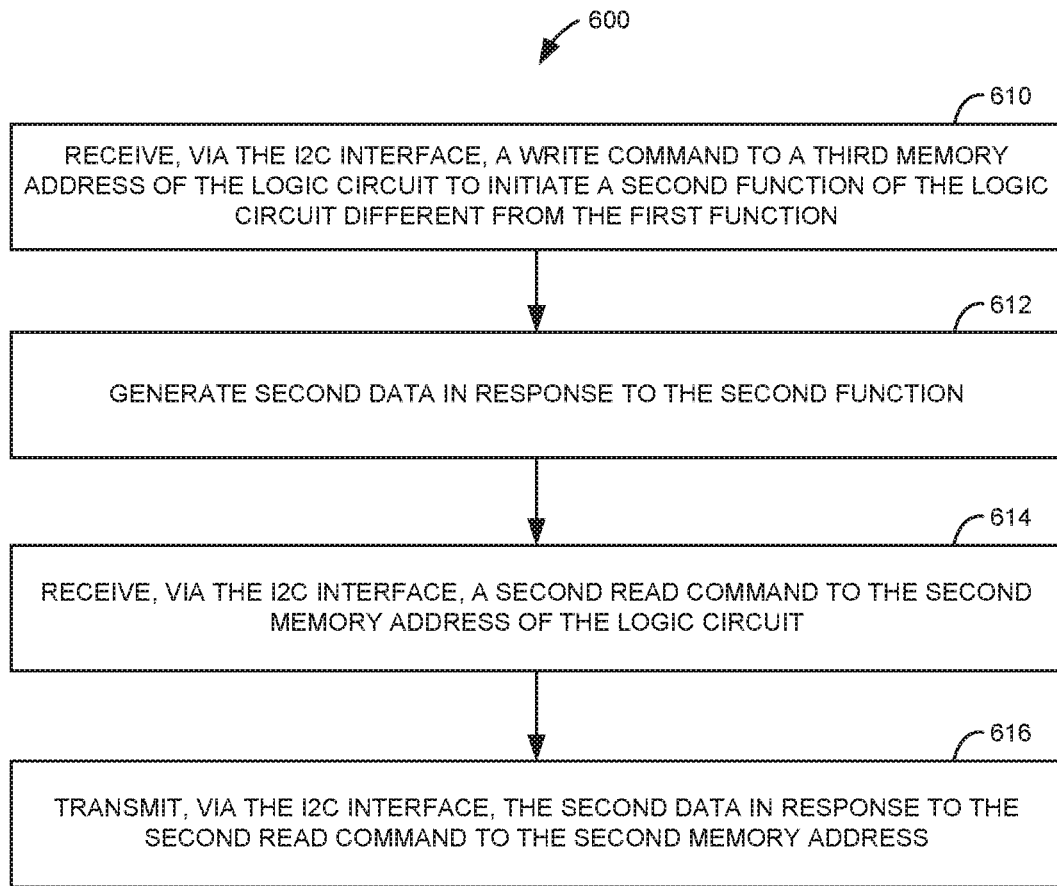 600
610
RECEIVE, VIA THE I2C INTERFACE, A WRITE COMMAND TO A THIRD MEMORY
ADDRESS OF THE LOGIC CIRCUIT TO INITIATE A SECOND FUNCTION OF THE LOGIC
CIRCUIT DIFFERENT FROM THE FIRST FUNCTION
612
GENERATE SECOND DATA IN RESPONSE TO THE SECOND FUNCTION
614
RECEIVE, VIA THE I2C INTERFACE, A SECOND READ COMMAND TO THE SECOND
MEMORY ADDRESS OF THE LOGIC CIRCUIT
616
TRANSMIT, VIA THE I2C INTERFACE, THE SECOND DATA IN RESPONSE TO THE
SECOND READ COMMAND TO THE SECOND MEMORY ADDRESS